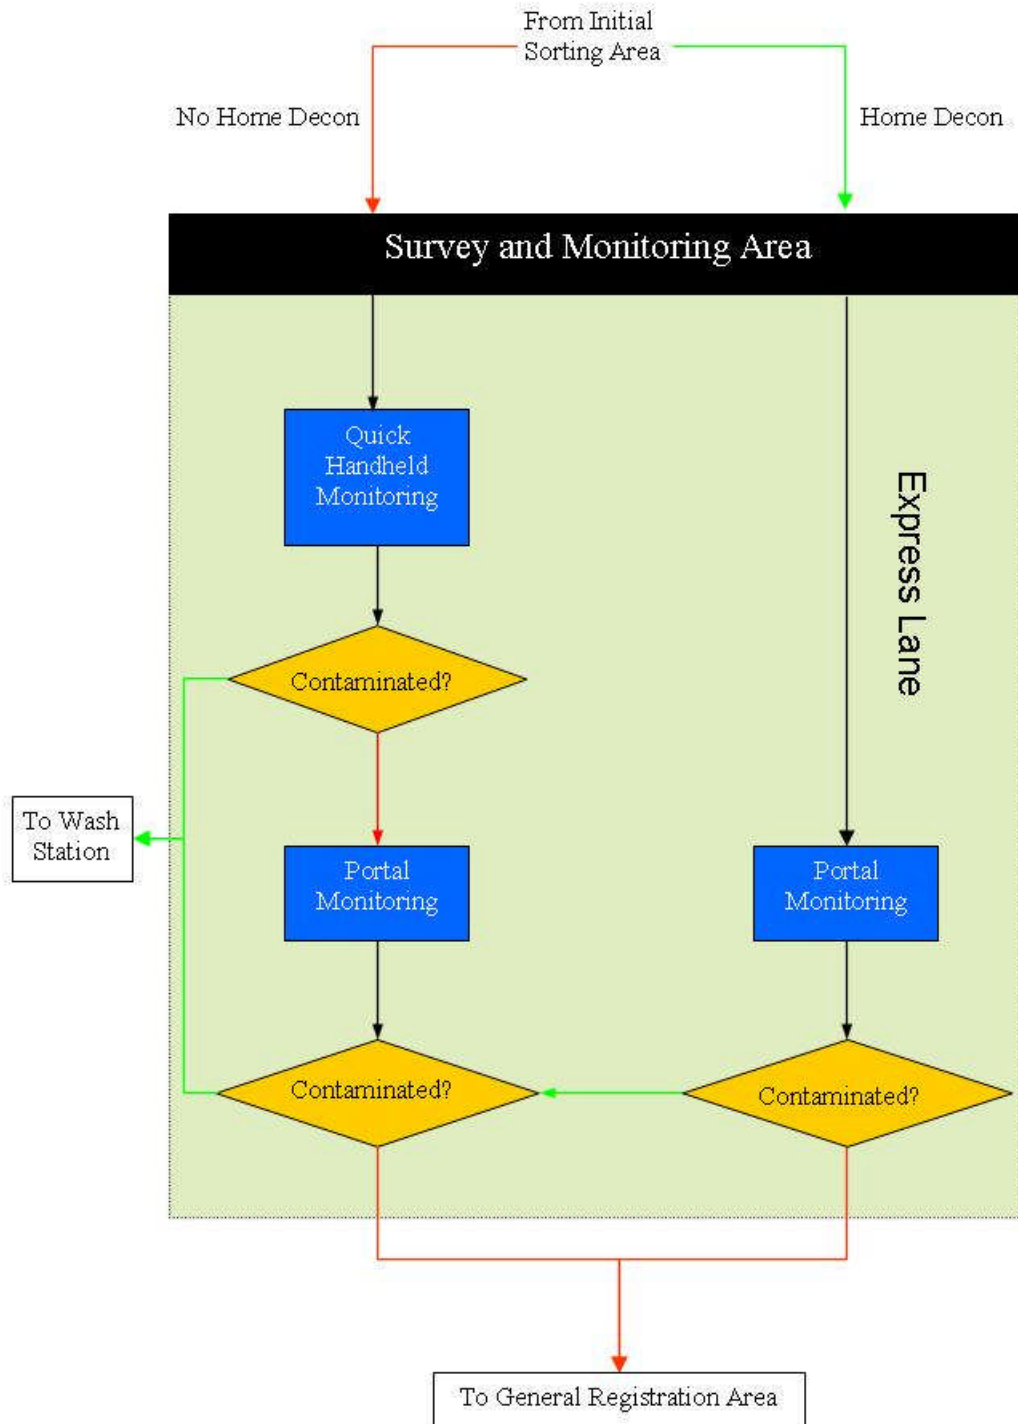 From Initial
Sorting Area
No Home Decon
Home Decon
Survey and Monitoring Area
Quick
Handheld
Monitoring
Express Lane
Contaminated?
To Wash
Station
Portal
Monitoring
Portal
Monitoring
Contaminated?
Contaminated?
To General Registration Area